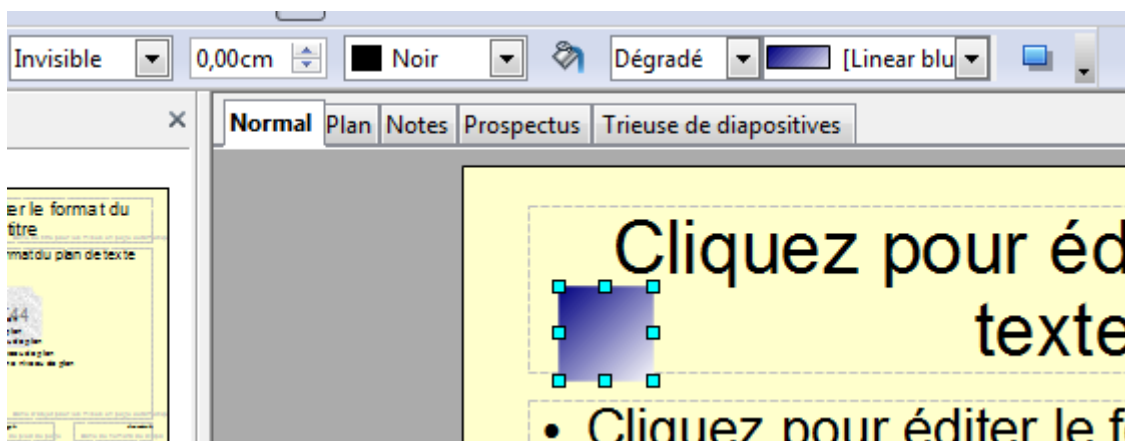 Invisible 0,00cm Noir Dégradé [Linear blu
Normal Plan Notes Prospectus Trieuse de diapositives
er le format du
titre
rmat du plan de texte
44
Cliquez pour éd
texte
• Cliquez pour éditer le f